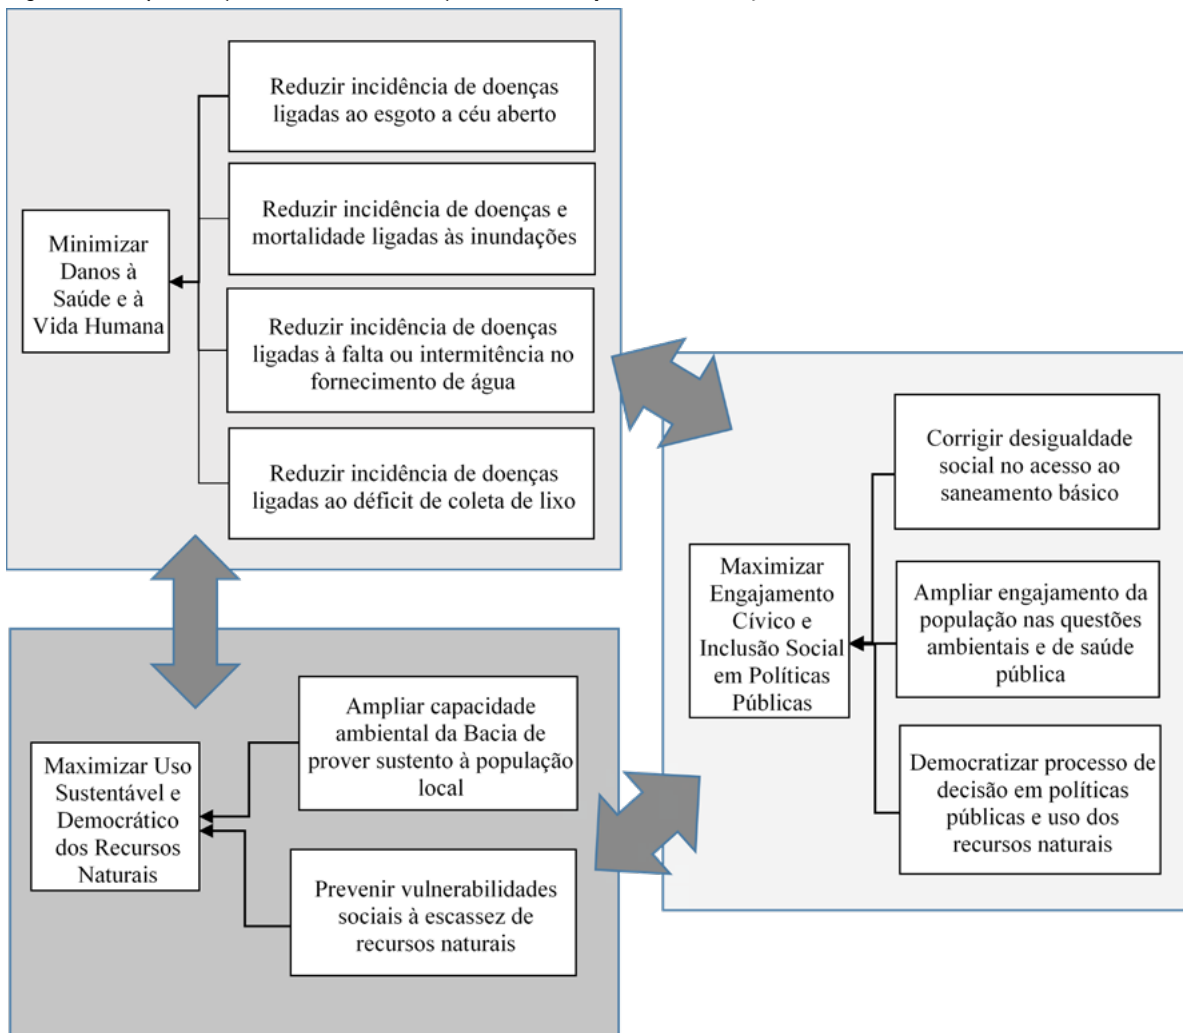 Reduzir incidência de doenças
ligadas ao esgoto a céu aberto
Reduzir incidência de doenças e
mortalidade ligadas às inundações
Minimizar
Danos à
Saúde e à
Vida Humana
Reduzir incidência de doenças
ligadas à falta ou intermitência no
fornecimento de água
Reduzir incidência de doenças
ligadas ao déficit de coleta de lixo
Corrigir desigualdade
social no acesso ao
saneamento básico
Maximizar
Engajamento
Cívico e
Inclusão Social
em Políticas
Públicas
Ampliar engajamento da
população nas questões
ambientais e de saúde
pública
Democratizar processo de
decisão em políticas
públicas e uso dos
recursos naturais
Ampliar capacidade
ambiental da Bacia de
prover sustento à população
local
Maximizar Uso
Sustentável e
Democrático
dos Recursos
Naturais
Prevenir vulnerabilidades
sociais à escassez de
recursos naturais